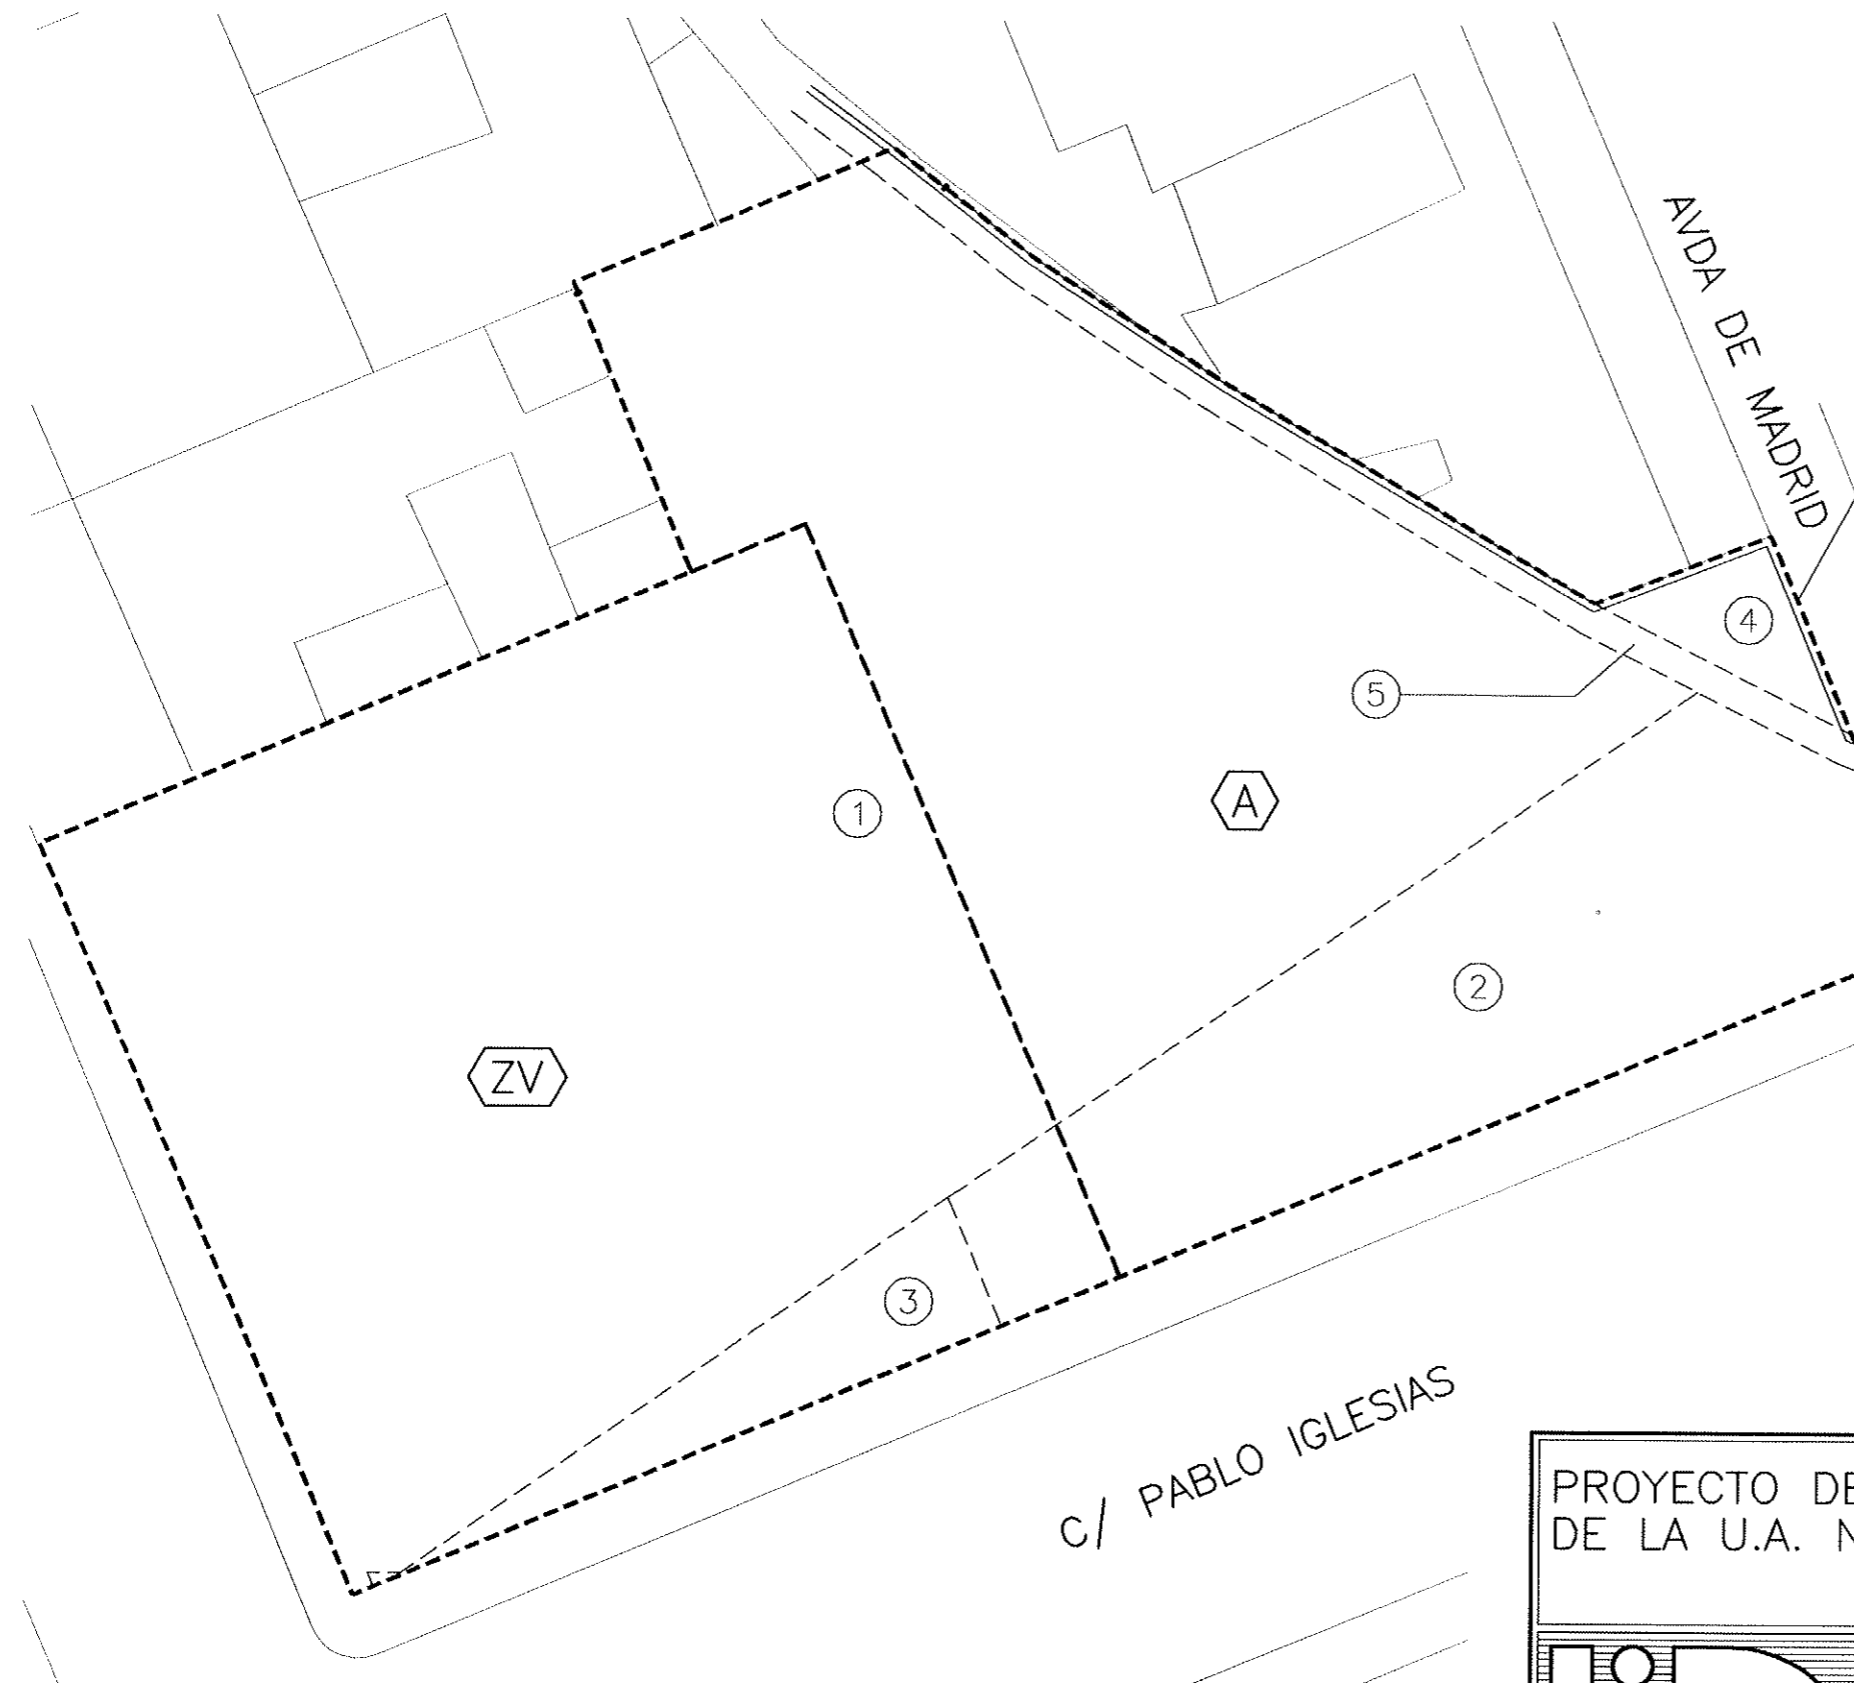 AVDA DE MADRID
4
5
A
1
2
ZV
3
C/ PABLO IGLESIAS
PROYECTO DE
DE LA U.A. N